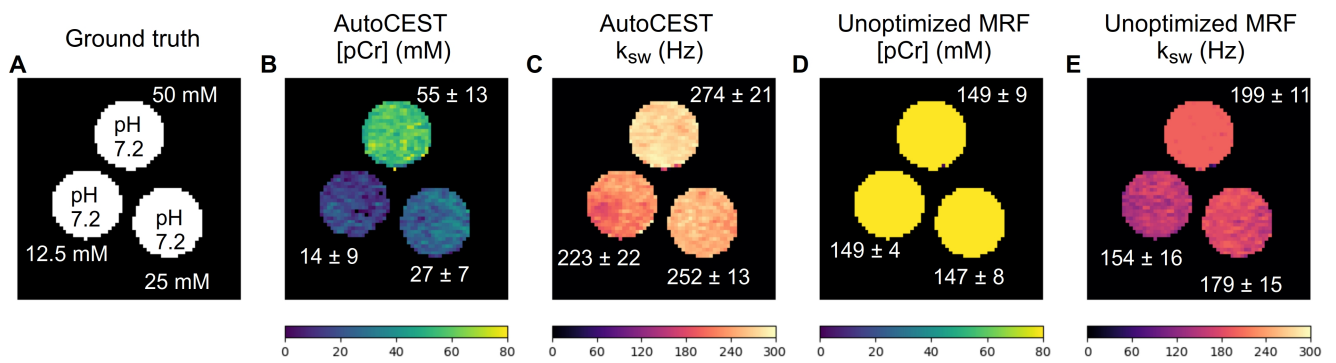 Ground truth
AutoCEST
[pCr] (mM)
AutoCEST
k_sw (Hz)
Unoptimized MRF
[pCr] (mM)
Unoptimized MRF
k_sw (Hz)
A
50 mM
pH
7.2
pH
7.2
pH
7.2
12.5 mM
25 mM
B
55 ± 13
14 ± 9
27 ± 7
0 20 40 60 80
C
274 ± 21
223 ± 22
252 ± 13
0 60 120 180 240 300
D
149 ± 9
149 ± 4
147 ± 8
0 20 40 60 80
E
199 ± 11
154 ± 16
179 ± 15
0 60 120 180 240 300